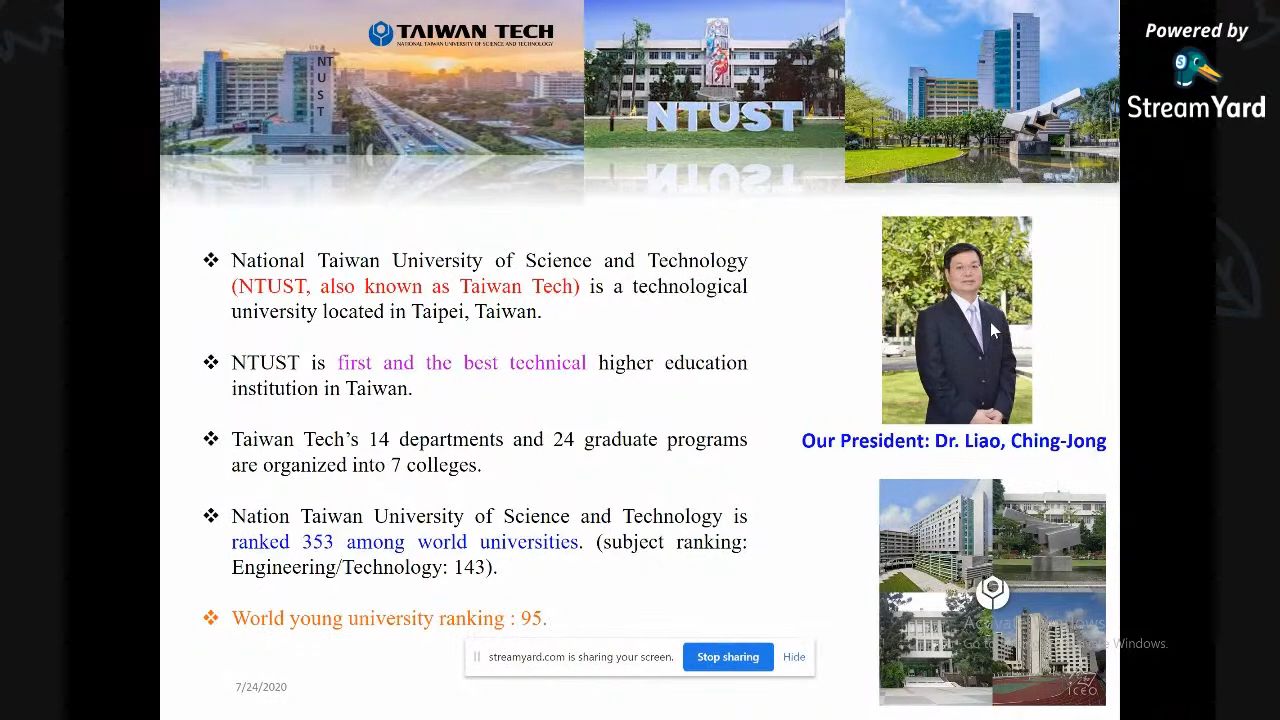 TAIWAN TECH
NATIONAL TAIWAN UNIVERSITY OF SCIENCE AND TECHNOLOGY
NT
U
S
T
NTUST
Powered by
StreamYard
❖ National Taiwan University of Science and Technology
(NTUST, also known as Taiwan Tech) is a technological
university located in Taipei, Taiwan.
❖ NTUST is first and the best technical higher education
institution in Taiwan.
❖ Taiwan Tech's 14 departments and 24 graduate programs
are organized into 7 colleges.
❖ Nation Taiwan University of Science and Technology is
ranked 353 among world universities. (subject ranking:
Engineering/Technology: 143).
❖ World young university ranking : 95.
Our President: Dr. Liao, Ching-Jong
streamyard.com is sharing your screen.
Stop sharing
Hide
Windows.
7/24/2020